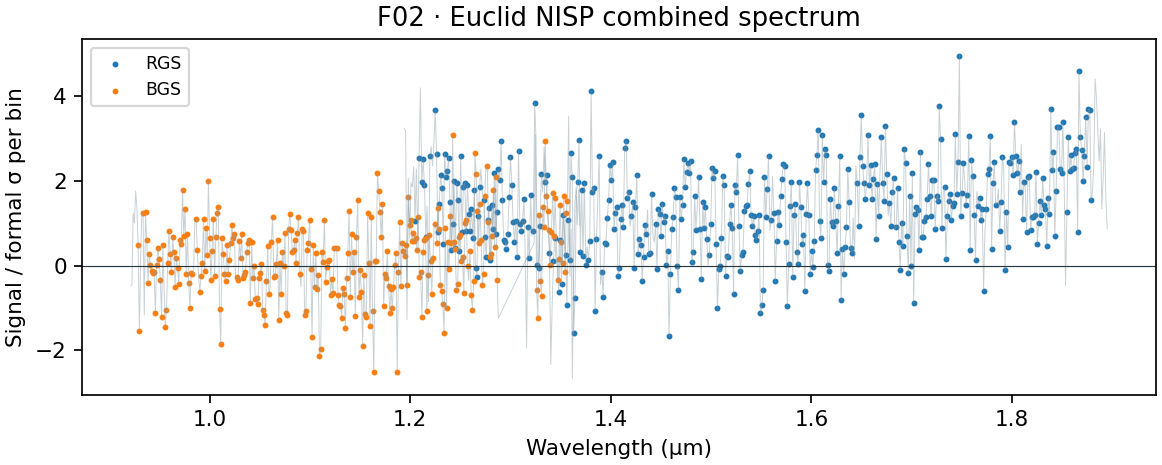 F02 · Euclid NISP combined spectrum
RGS
BGS
Signal / formal σ per bin
4
2
0
−2
1.0 1.2 1.4 1.6 1.8
Wavelength (μm)